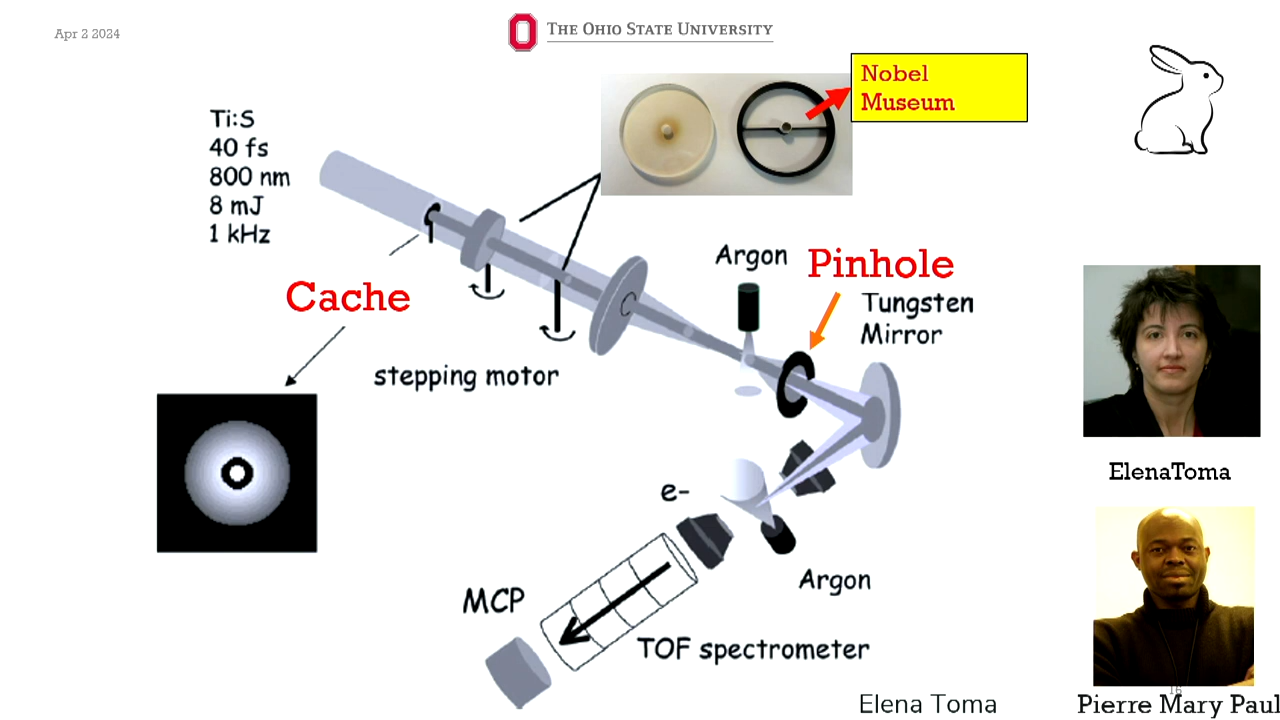 Apr 2 2024
THE OHIO STATE UNIVERSITY
Nobel
Museum
Ti:S
40 fs
800 nm
8 mJ
1 kHz
Argon
Pinhole
Cache
Tungsten
Mirror
stepping motor
ElenaToma
e-
Argon
MCP
TOF spectrometer
16
Elena Toma
Pierre Mary Paul